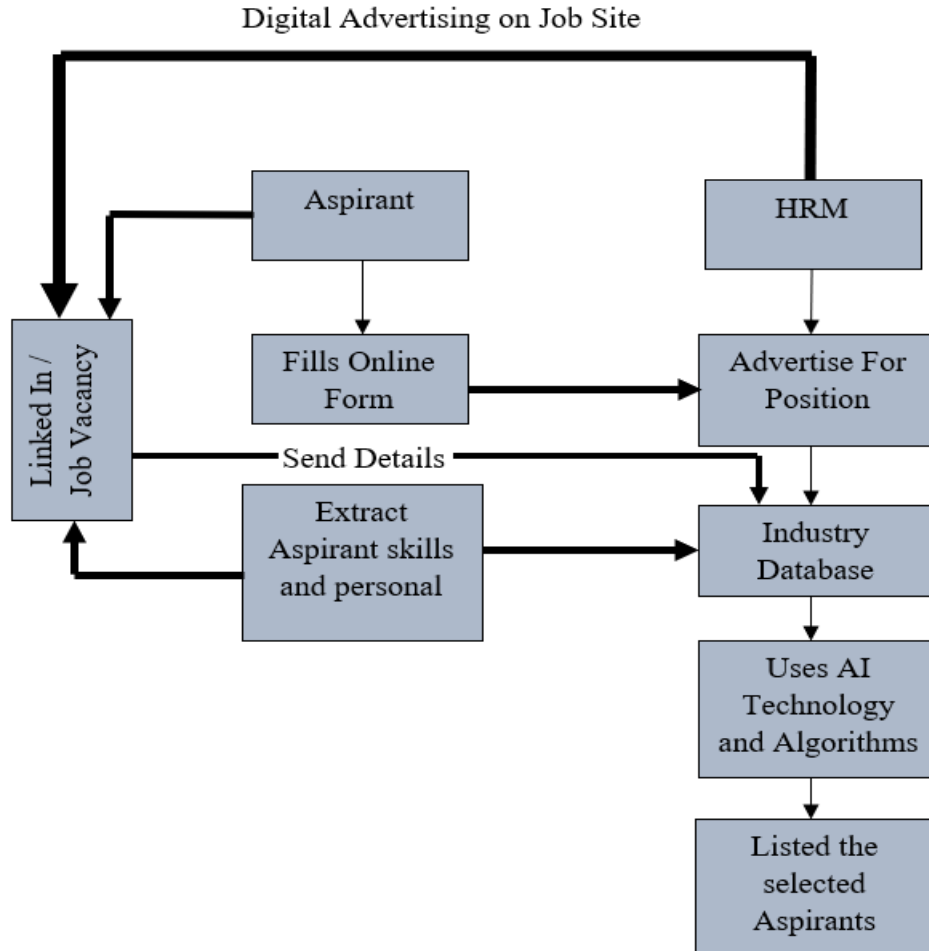 Digital Advertising on Job Site
Aspirant
HRM
Fills Online
Form
Advertise For
Position
Linked In /
Job Vacancy
Send Details
Extract
Aspirant skills
and personal
Industry
Database
Uses AI
Technology
and Algorithms
Listed the
selected
Aspirants